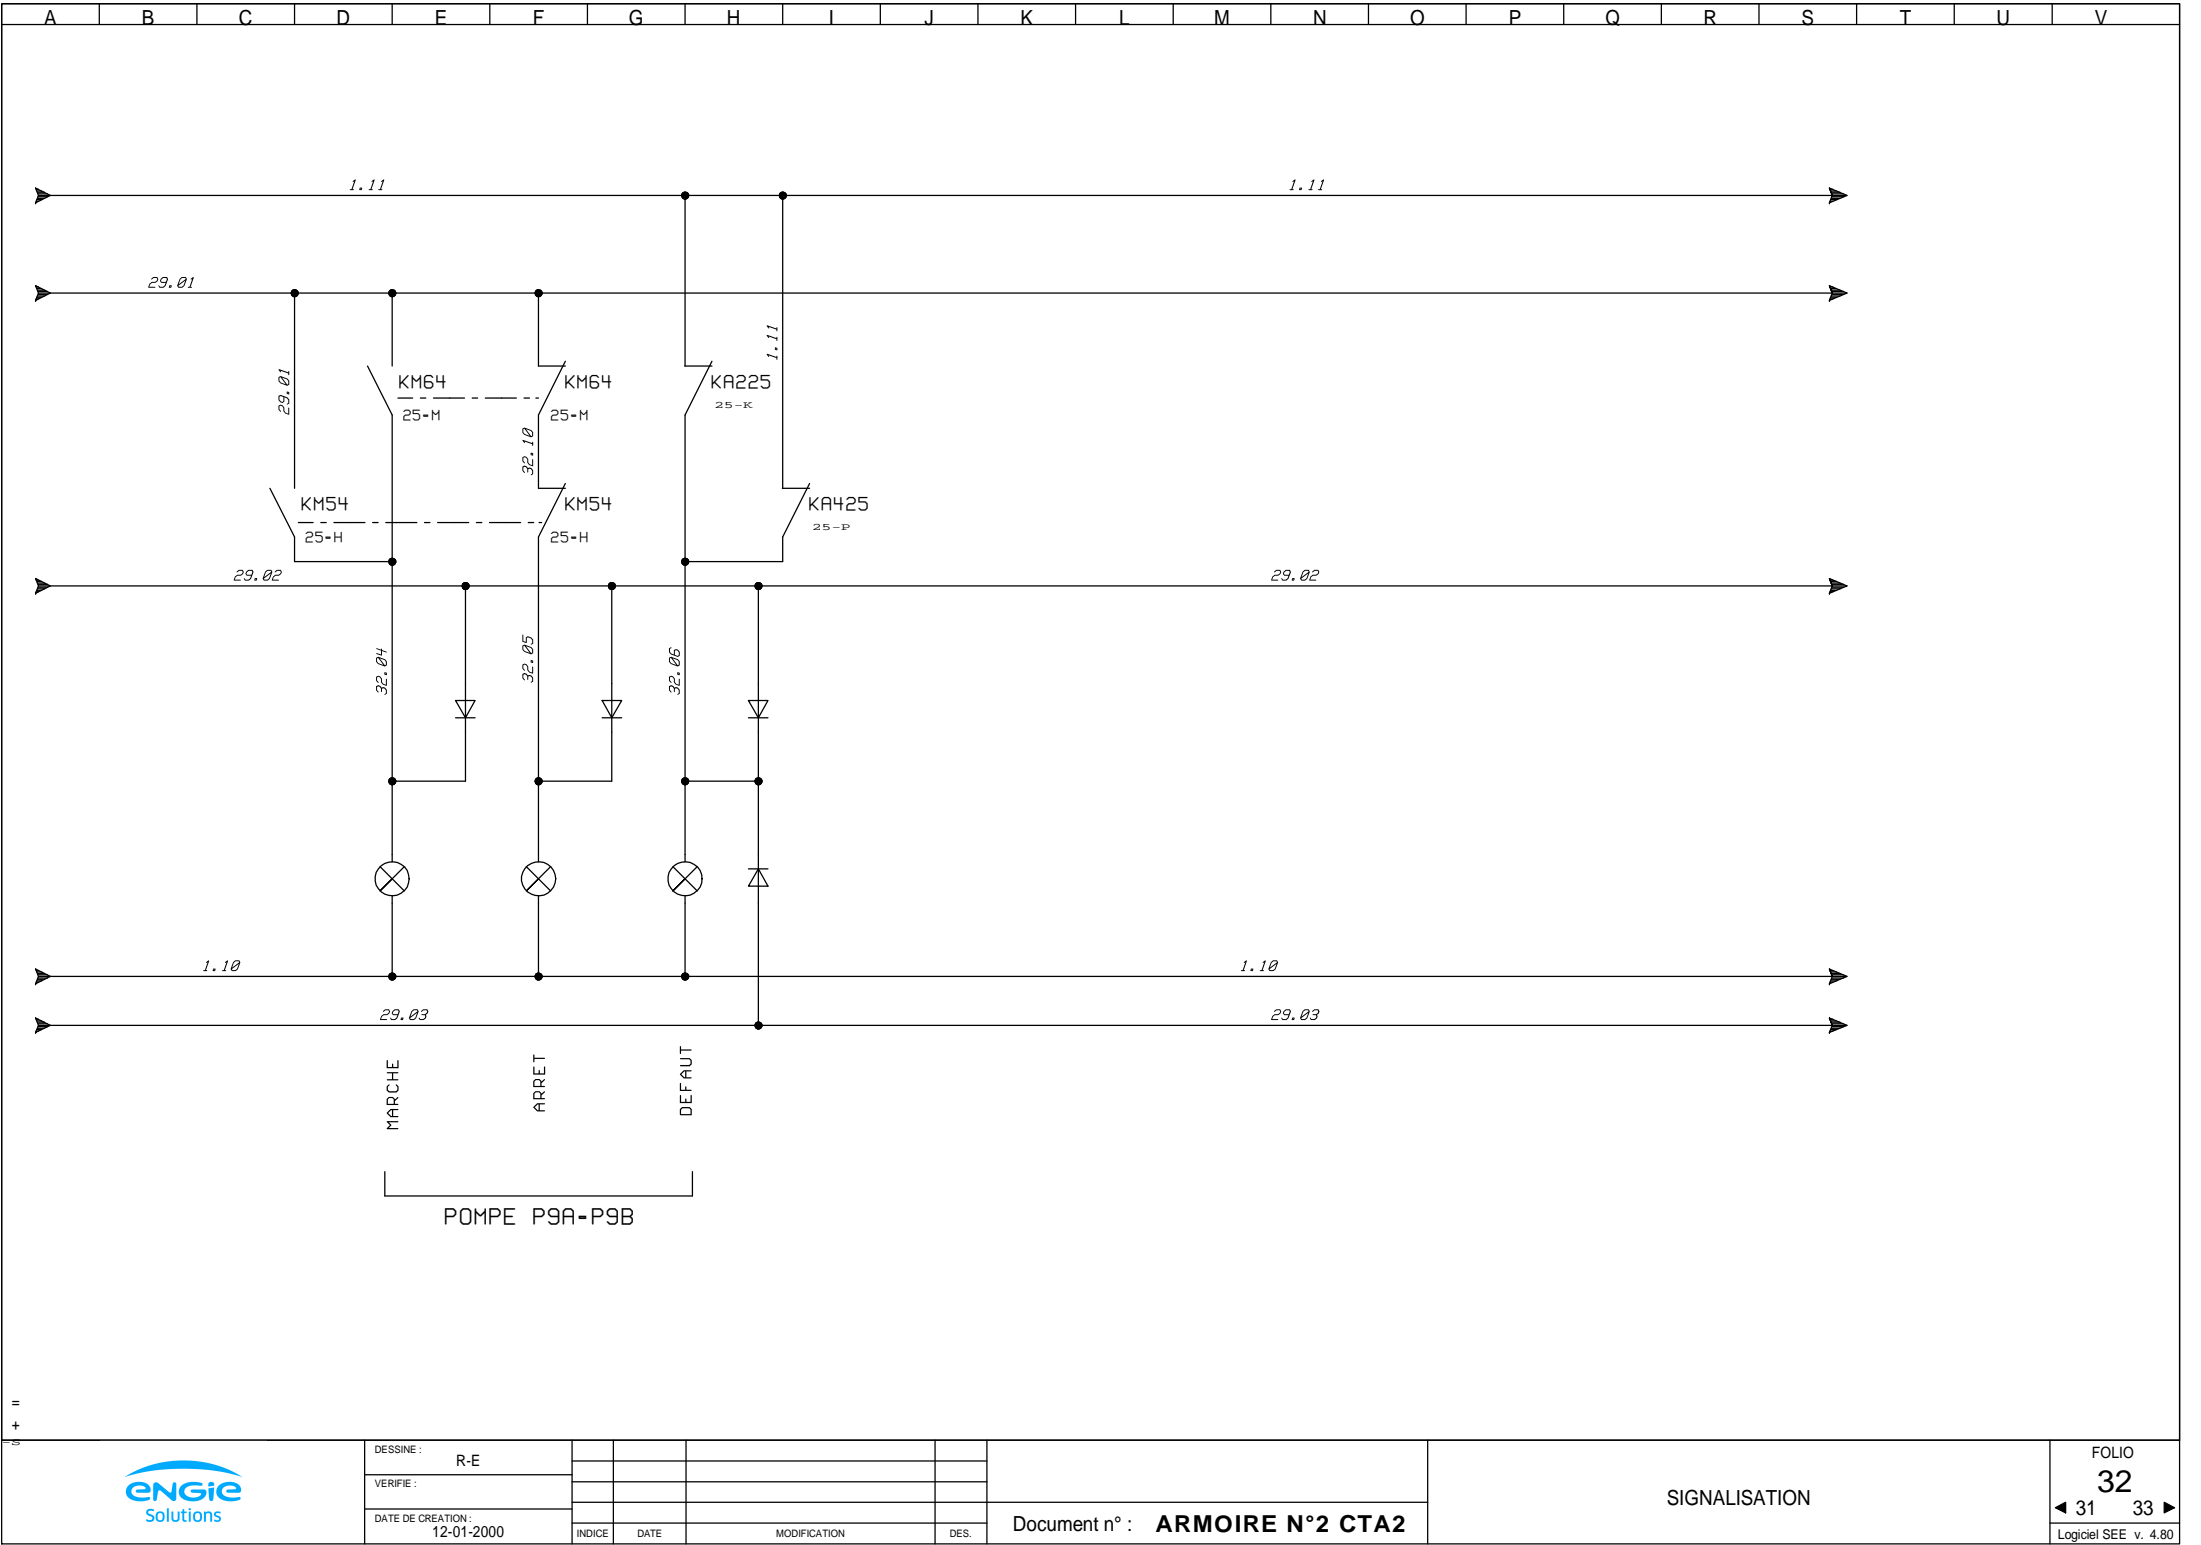 A B C D E F G H I J K L M N O P Q R S T U V
1.11 1.11
29.01
29.01
1.11
KM64 KM64 KA225
25-M 25-M 25-K
32.10
KM54 KM54 KA425
25-H 25-H 25-P
29.02 29.02
32.04 32.05 32.06
1.10 1.10
29.03 29.03
MARCHE ARRET DEFAUT
POMPE P9A-P9B
=
+
-S
ENGIE
Solutions
DESSINE :
R-E
VERIFIE :
DATE DE CREATION :
12-01-2000
INDICE DATE MODIFICATION DES.
Document n° : ARMOIRE N°2 CTA2
SIGNALISATION
FOLIO
32
31 33
Logiciel SEE v. 4.80